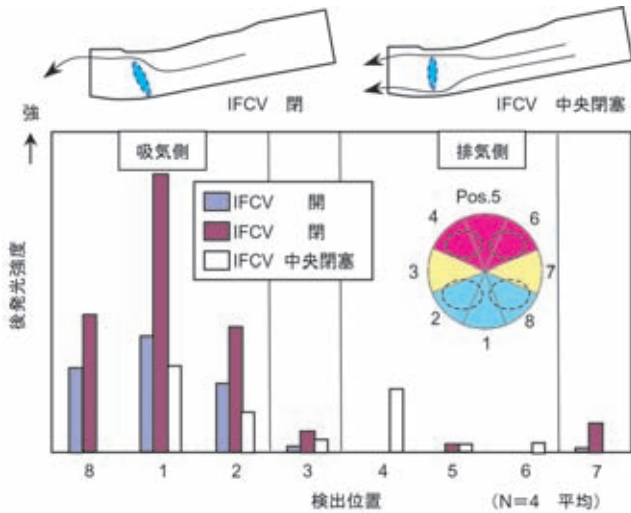 IFCV 閉
IFCV 中央閉塞
強
後発光強度
吸気側
排気側
IFCV 開
IFCV 閉
IFCV 中央閉塞
Pos.5
4
6
3
7
2
8
1
8 1 2 3 4 5 6 7
検出位置 (N=4 平均)